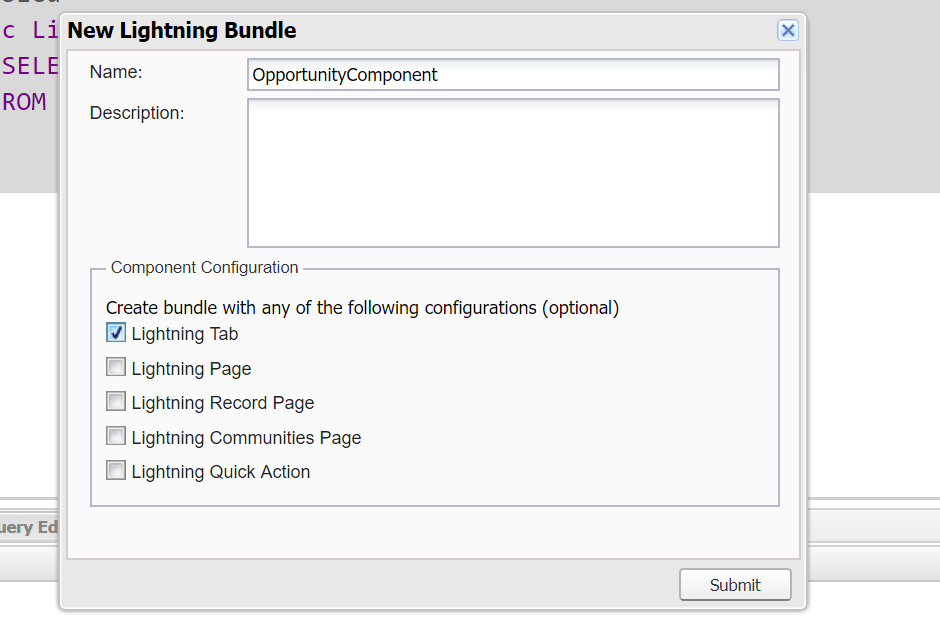 c Li
New Lightning Bundle
SELE
ROM
Name:
OpportunityComponent
Description:
Component Configuration
Create bundle with any of the following configurations (optional)
Lightning Tab
Lightning Page
Lightning Record Page
Lightning Communities Page
Lightning Quick Action
uery Ed
Submit